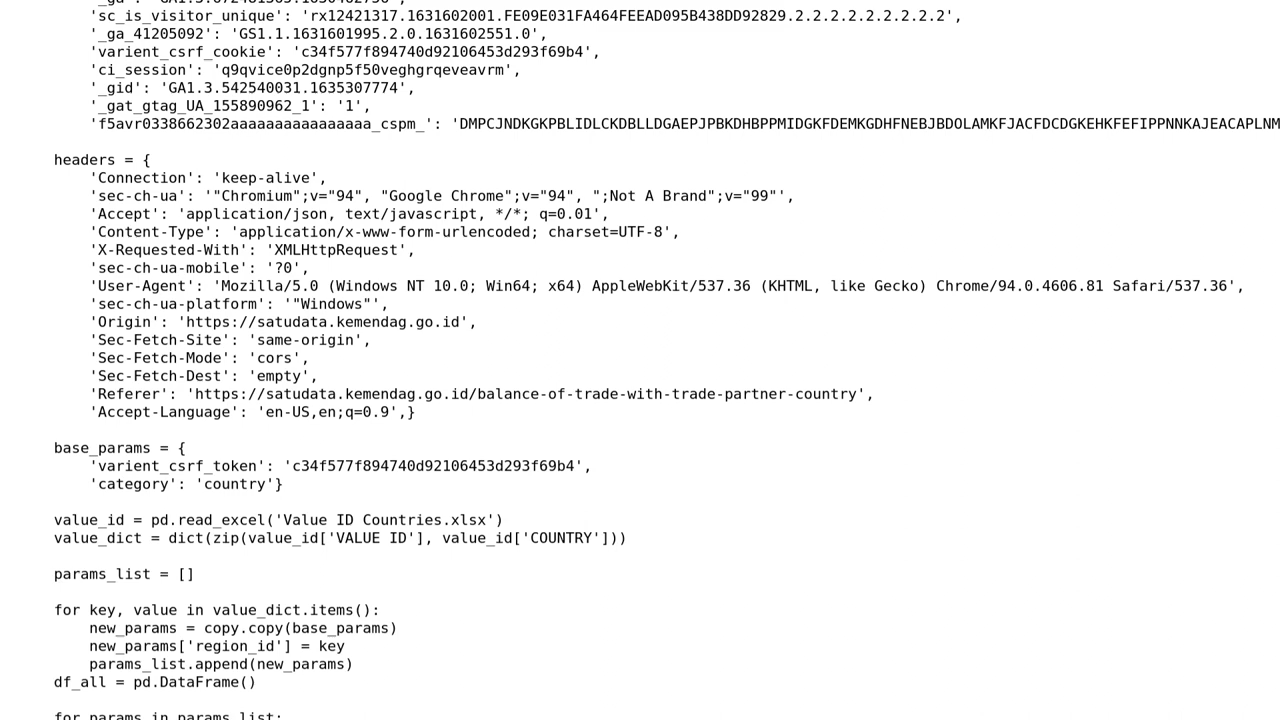 'sc_is_visitor_unique': 'rx12421317.1631602001.FE09E031FA464FEEAD095B438DD92829.2.2.2.2.2.2.2.2.2',
'_ga_41205092': 'GS1.1.1631601995.2.0.1631602551.0',
'varient_csrf_cookie': 'c34f577f894740d92106453d293f69b4',
'ci_session': 'q9qvice0p2dgnp5f50veghgrqeveavrm',
'_gid': 'GA1.3.542540031.1635307774',
'_gat_gtag_UA_155890962_1': '1',
'f5avr0338662302aaaaaaaaaaaaaaaa_cspm_': 'DMPCJNDKGKPBLIDLCKDBLLDGAEPJPBKDHBPPMIDGKFDEMKGDHFNEBJBDOLAMKFJACFDCDGKEHKFEFIPPNNKAJEACAPLNM
headers = {
'Connection': 'keep-alive',
'sec-ch-ua': '"Chromium";v="94", "Google Chrome";v="94", ";Not A Brand";v="99"',
'Accept': 'application/json, text/javascript, */*; q=0.01',
'Content-Type': 'application/x-www-form-urlencoded; charset=UTF-8',
'X-Requested-With': 'XMLHttpRequest',
'sec-ch-ua-mobile': '?0',
'User-Agent': 'Mozilla/5.0 (Windows NT 10.0; Win64; x64) AppleWebKit/537.36 (KHTML, like Gecko) Chrome/94.0.4606.81 Safari/537.36',
'sec-ch-ua-platform': '"Windows"',
'Origin': 'https://satudata.kemendag.go.id',
'Sec-Fetch-Site': 'same-origin',
'Sec-Fetch-Mode': 'cors',
'Sec-Fetch-Dest': 'empty',
'Referer': 'https://satudata.kemendag.go.id/balance-of-trade-with-trade-partner-country',
'Accept-Language': 'en-US,en;q=0.9',}
base_params = {
'varient_csrf_token': 'c34f577f894740d92106453d293f69b4',
'category': 'country'}
value_id = pd.read_excel('Value ID Countries.xlsx')
value_dict = dict(zip(value_id['VALUE ID'], value_id['COUNTRY']))
params_list = []
for key, value in value_dict.items():
new_params = copy.copy(base_params)
new_params['region_id'] = key
params_list.append(new_params)
df_all = pd.DataFrame()
for params in params_list: